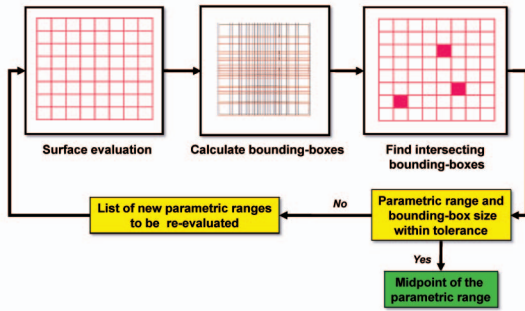 Surface evaluation
Calculate bounding-boxes
Find intersecting
bounding-boxes
List of new parametric ranges
to be re-evaluated
No
Parametric range and
bounding-box size
within tolerance
Yes
Midpoint of the
parametric range